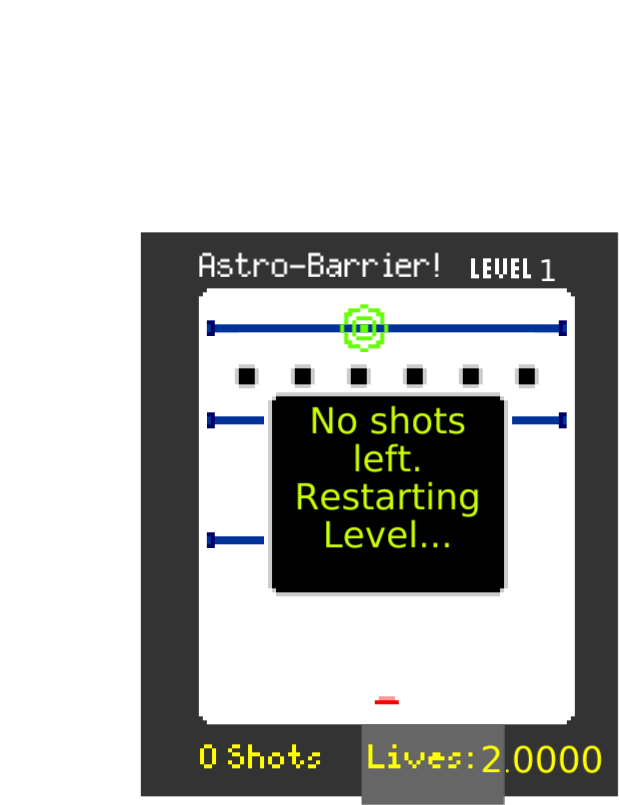 Astro-Barrier! LEVEL 1
No shots
left.
Restarting
Level...
0 Shots Lives: 2.0000